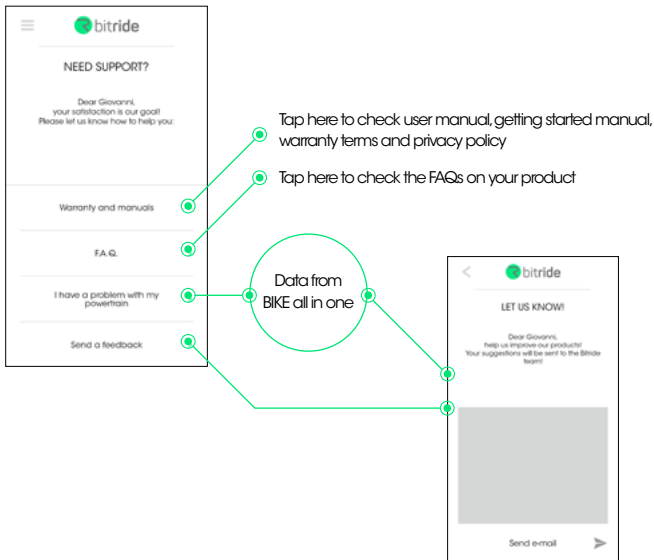 bitride
NEED SUPPORT?
Dear Giovanni,
your satisfaction is our goal!
Please let us know how to help you:
Warranty and manuals
F.A.Q.
I have a problem with my
powertrain
Send a feedback
Tap here to check user manual, getting started manual,
warranty terms and privacy policy
Tap here to check the FAQs on your product
Data from
BIKE all in one
bitride
LET US KNOW!
Dear Giovanni,
help us improve our products!
Your suggestions will be sent to the Bitride
team!
Send e-mail